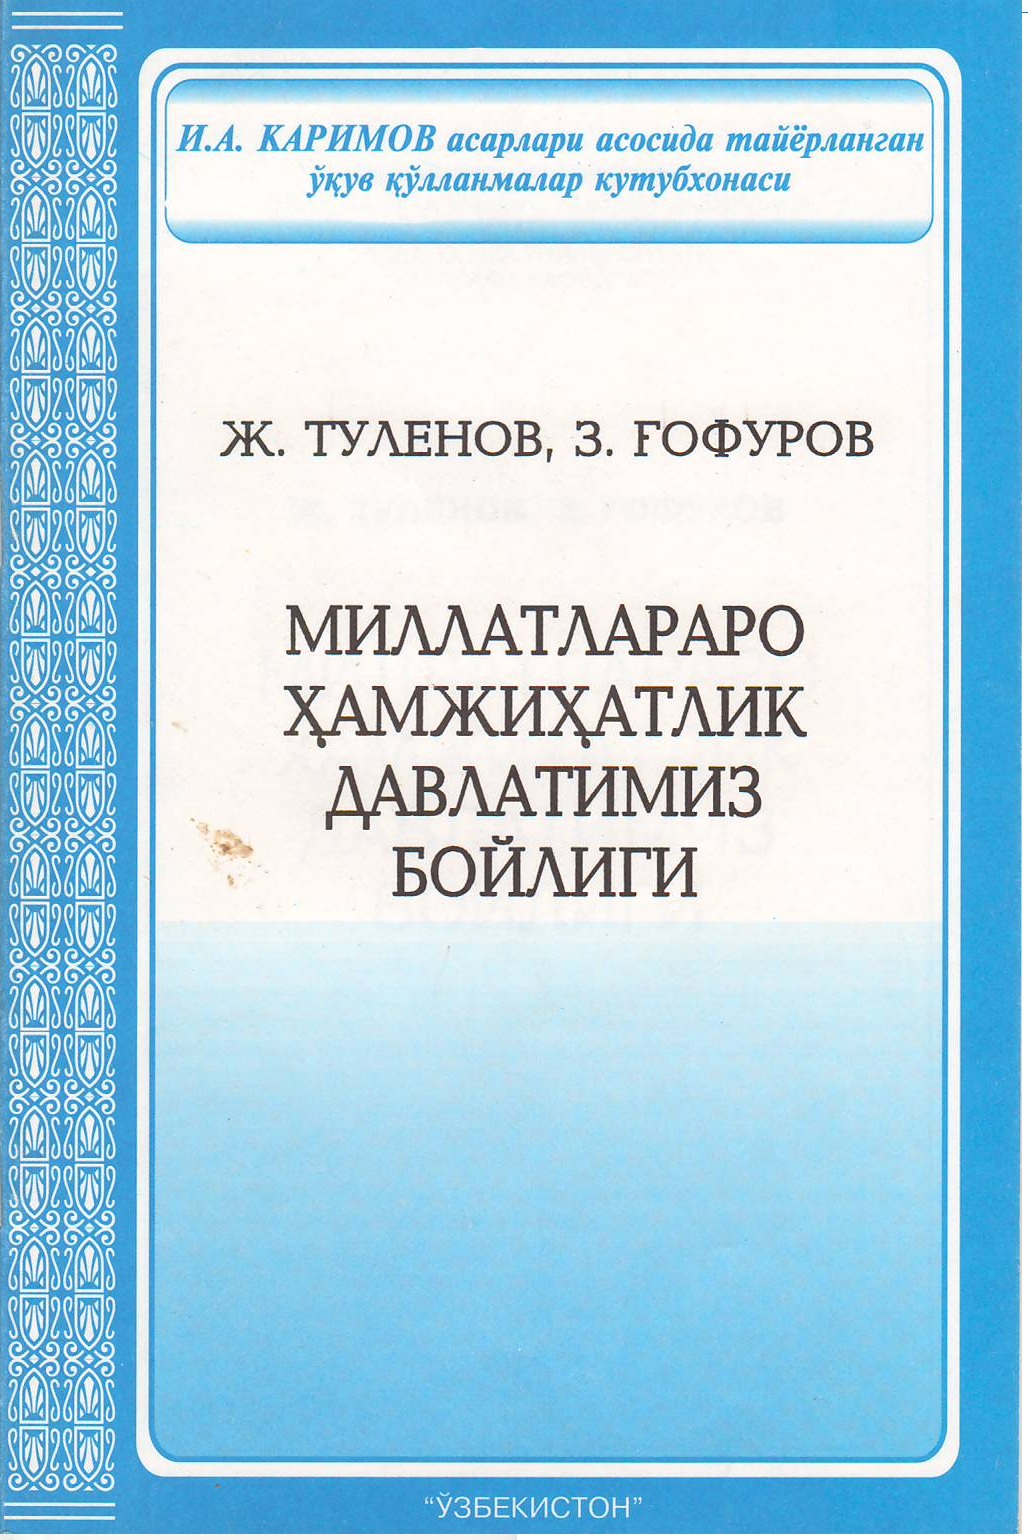 И.А. КАРИМОВ асарлари асосида тайёрланган
ўқув қўлланмалар кутубхонаси
Ж. ТУЛЕНОВ, З. ҒОФУРОВ
МИЛЛАТЛАРАРО
ҲАМЖИҲАТЛИК
ДАВЛАТИМИЗ
БОЙЛИГИ
“ЎЗБЕКИСТОН”